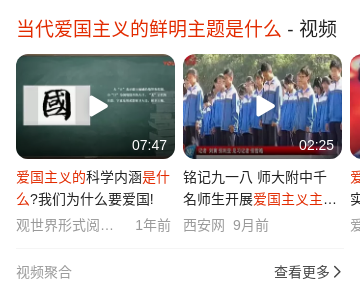 当代爱国主义的鲜明主题是什么 - 视频
國
07:47
02:25
爱国主义的科学内涵是什
么?我们为什么要爱国!
铭记九一八 师大附中千
名师生开展爱国主义主...
爱
实
观世界形式阅... 1年前
西安网 9月前
爱
视频聚合
查看更多